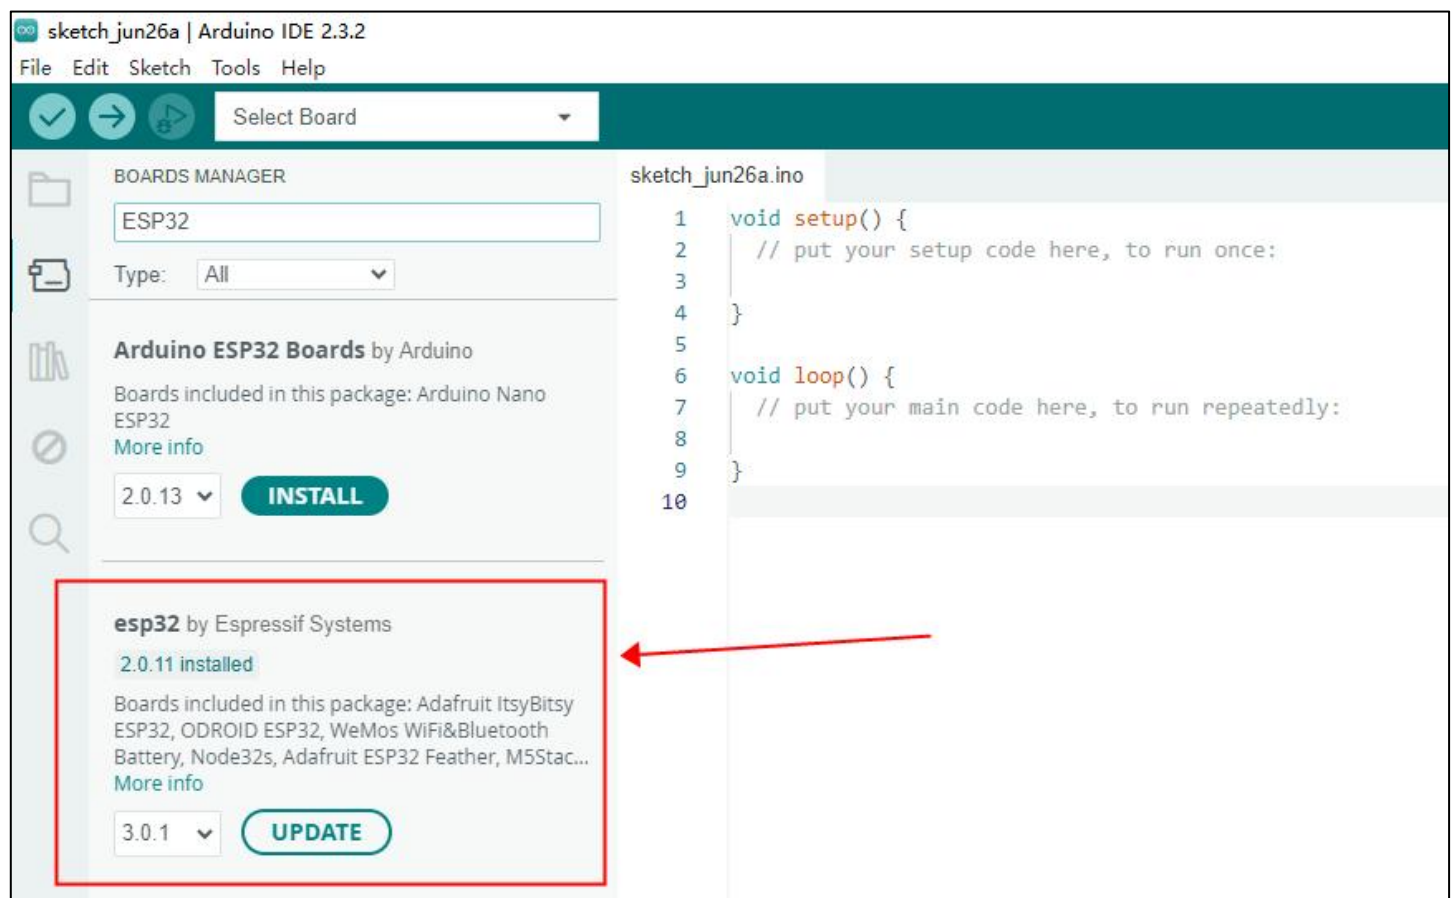 sketch_jun26a | Arduino IDE 2.3.2
File Edit Sketch Tools Help
Select Board
BOARDS MANAGER
ESP32
Type: All
Arduino ESP32 Boards by Arduino
Boards included in this package: Arduino Nano
ESP32
More info
2.0.13 INSTALL
esp32 by Espressif Systems
2.0.11 installed
Boards included in this package: Adafruit ItsyBitsy
ESP32, ODROID ESP32, WeMos WiFi&Bluetooth
Battery, Node32s, Adafruit ESP32 Feather, M5Stac...
More info
3.0.1 UPDATE
sketch_jun26a.ino
1 void setup() {
2 // put your setup code here, to run once:
3
4 }
5
6 void loop() {
7 // put your main code here, to run repeatedly:
8
9 }
10